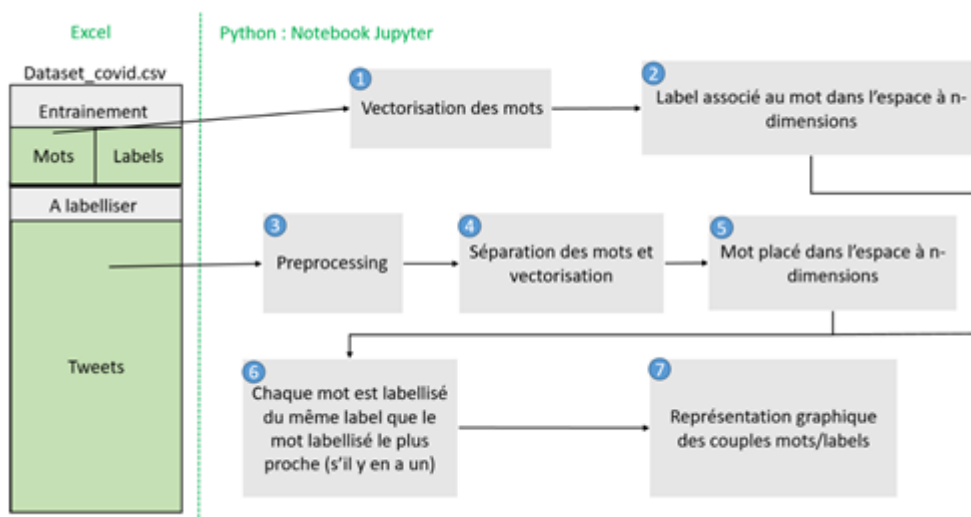 Excel
Python : Notebook Jupyter
Dataset_covid.csv
Entrainement
Mots
Labels
A labelliser
Tweets
1
Vectorisation des mots
2
Label associé au mot dans l'espace à n-
dimensions
3
Preprocessing
4
Séparation des mots et
vectorisation
5
Mot placé dans l'espace à n-
dimensions
6
Chaque mot est labellisé
du même label que le
mot labellisé le plus
proche (s'il y en a un)
7
Représentation graphique
des couples mots/labels